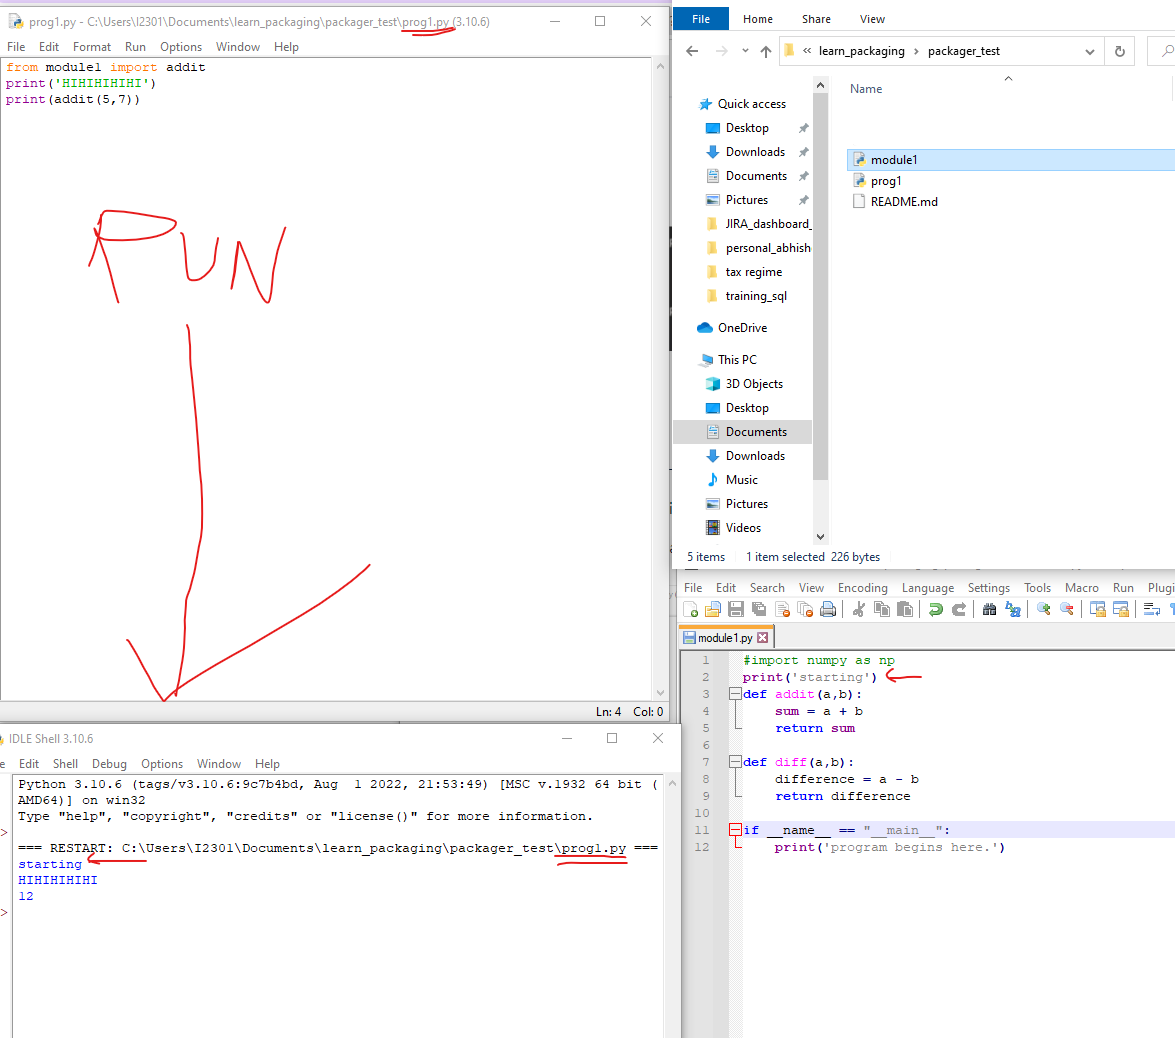 prog1.py - C:\Users\I2301\Documents\learn_packaging\packager_test\prog1.py (3.10.6)
File Edit Format Run Options Window Help
from module1 import addit
print('HIHIHIHIHI')
print(addit(5,7))
RUN
Ln: 4 Col: 0
File Home Share View
« learn_packaging › packager_test
Name
Quick access
Desktop
Downloads
Documents
Pictures
JIRA_dashboard_
personal_abhish
tax regime
training_sql
OneDrive
This PC
3D Objects
Desktop
Documents
Downloads
Music
Pictures
Videos
module1
prog1
README.md
5 items 1 item selected 226 bytes
IDLE Shell 3.10.6
e Edit Shell Debug Options Window Help
Python 3.10.6 (tags/v3.10.6:9c7b4bd, Aug  1 2022, 21:53:49) [MSC v.1932 64 bit (
AMD64)] on win32
Type "help", "copyright", "credits" or "license()" for more information.
>
=== RESTART: C:\Users\I2301\Documents\learn_packaging\packager_test\prog1.py ===
starting
HIHIHIHIHI
12
>
File Edit Search View Encoding Language Settings Tools Macro Run Plugi
module1.py
1 #import numpy as np
2 print('starting')
3 def addit(a,b):
4     sum = a + b
5     return sum
6
7 def diff(a,b):
8     difference = a - b
9     return difference
10
11 if __name__ == "__main__":
12     print('program begins here.')